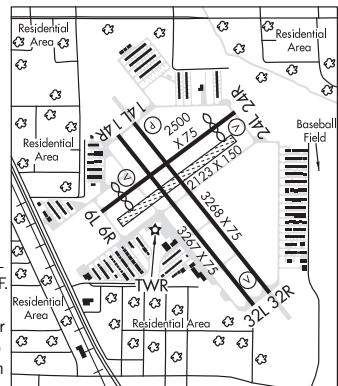 Residential
Area
Residential
Area
14L 14R
2500
X 75
P
V
24L 24R
Baseball
Field
Residential
Area
V
2123 X 150
3268 X 75
6L 6R
3267 X 75
V
TWR
32L 32R
F.
Residential
Area
Residential Area